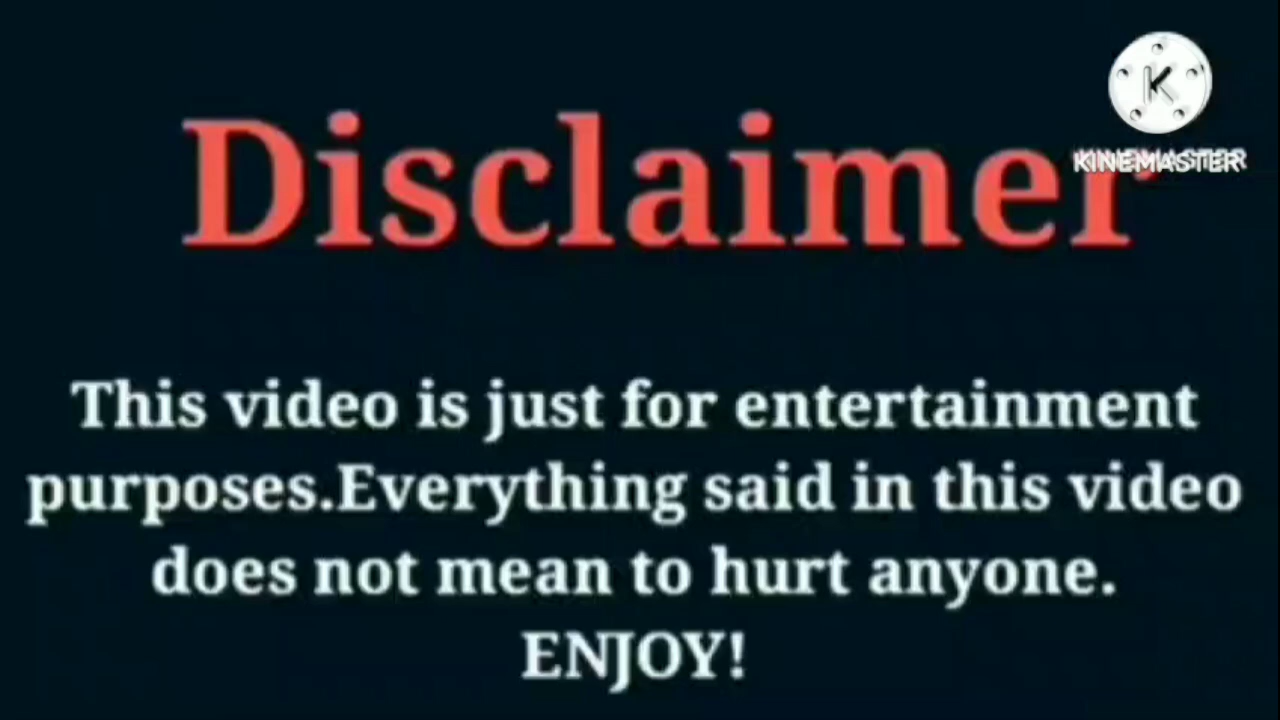 K
KINEMASTER
Disclaimer
This video is just for entertainment
purposes.Everything said in this video
does not mean to hurt anyone.
ENJOY!